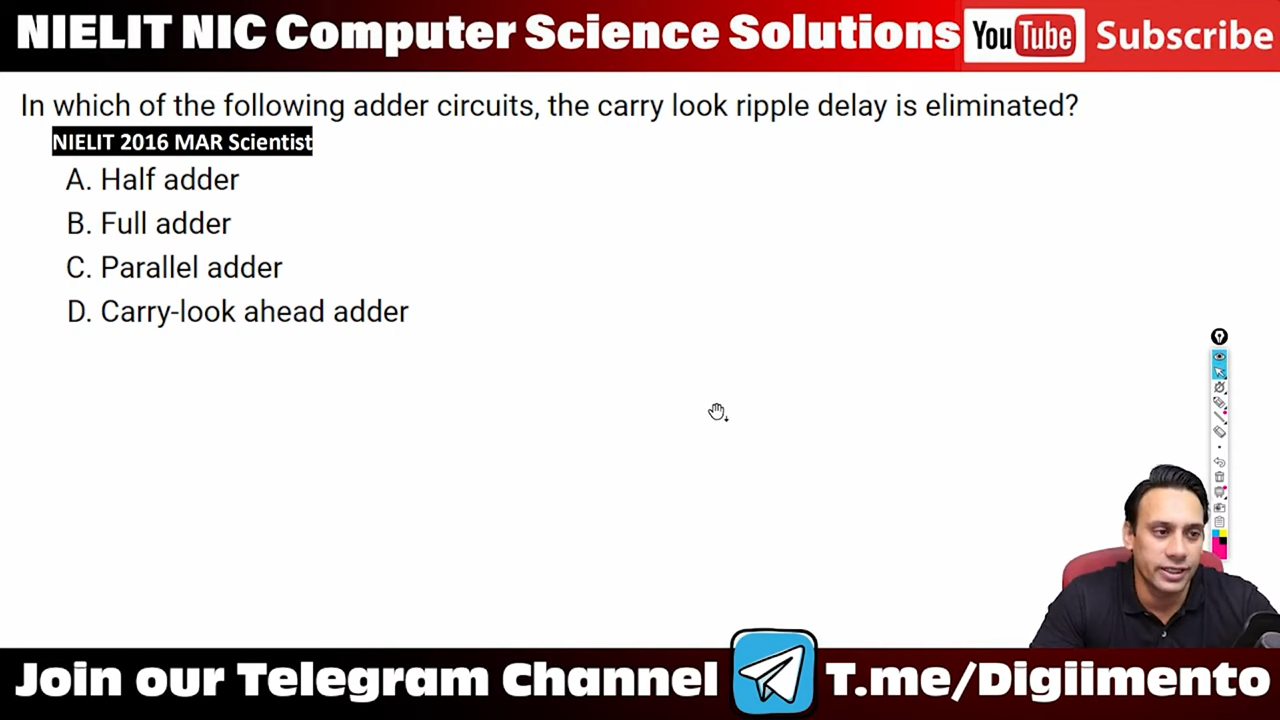 NIELIT NIC Computer Science Solutions YouTube Subscribe
In which of the following adder circuits, the carry look ripple delay is eliminated?
NIELIT 2016 MAR Scientist
A. Half adder
B. Full adder
C. Parallel adder
D. Carry-look ahead adder
Join our Telegram Channel T.me/Digiimento